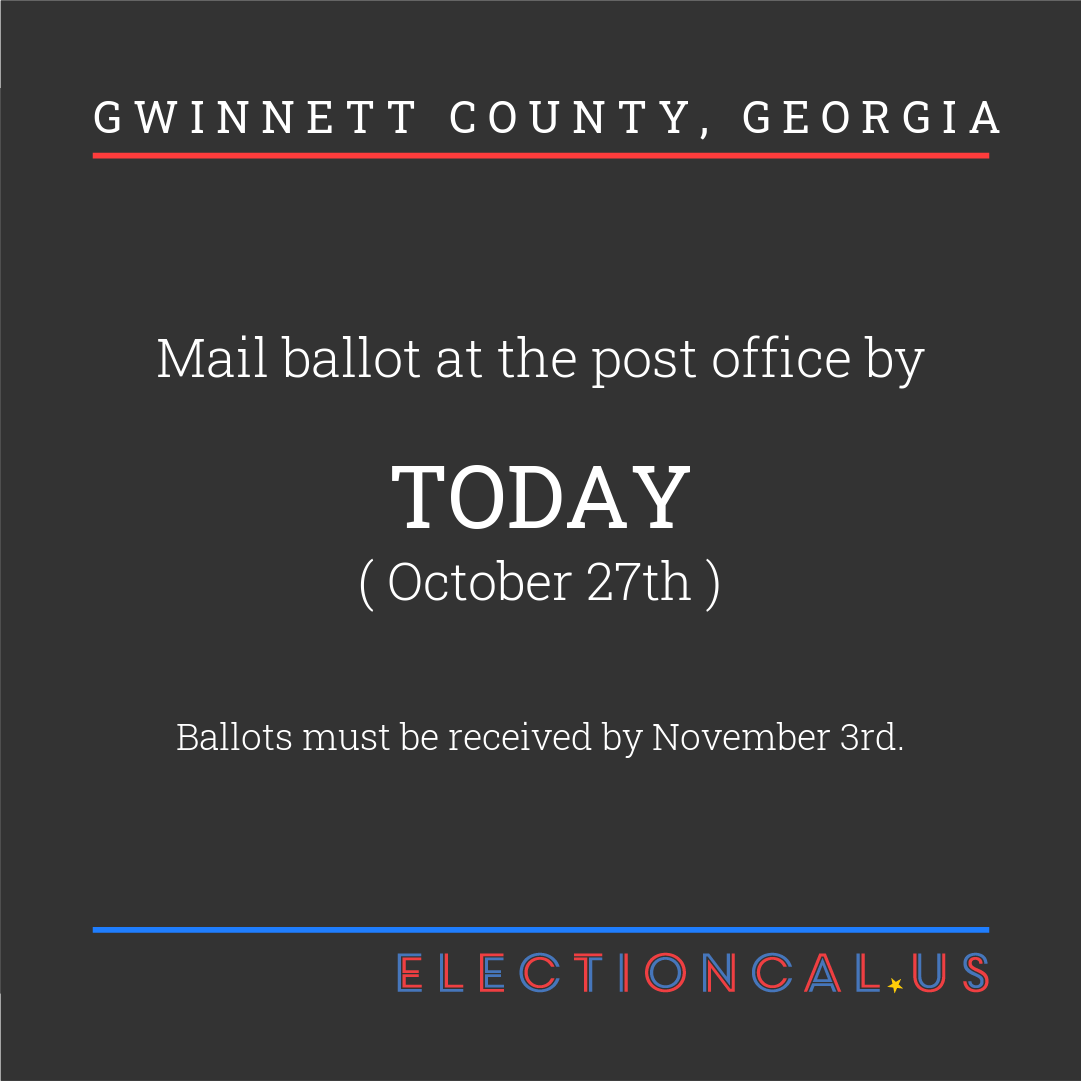 GWINNETT COUNTY, GEORGIA
Mail ballot at the post office by
TODAY
( October 27th )
Ballots must be received by November 3rd.
ELECTIONCAL.US